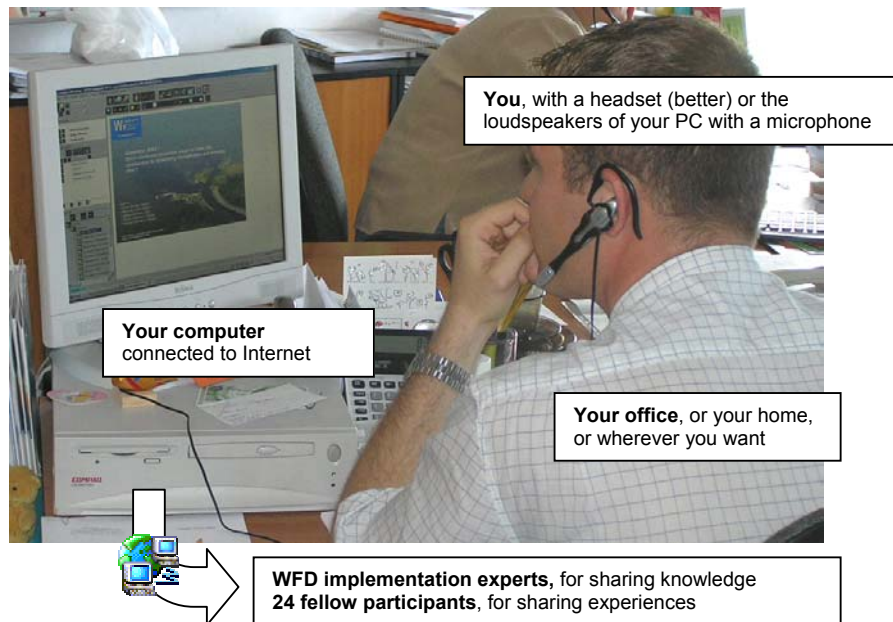 You, with a headset (better) or the
loudspeakers of your PC with a microphone
Your computer
connected to Internet
Your office, or your home,
or wherever you want
COMPAQ
WFD implementation experts, for sharing knowledge
24 fellow participants, for sharing experiences